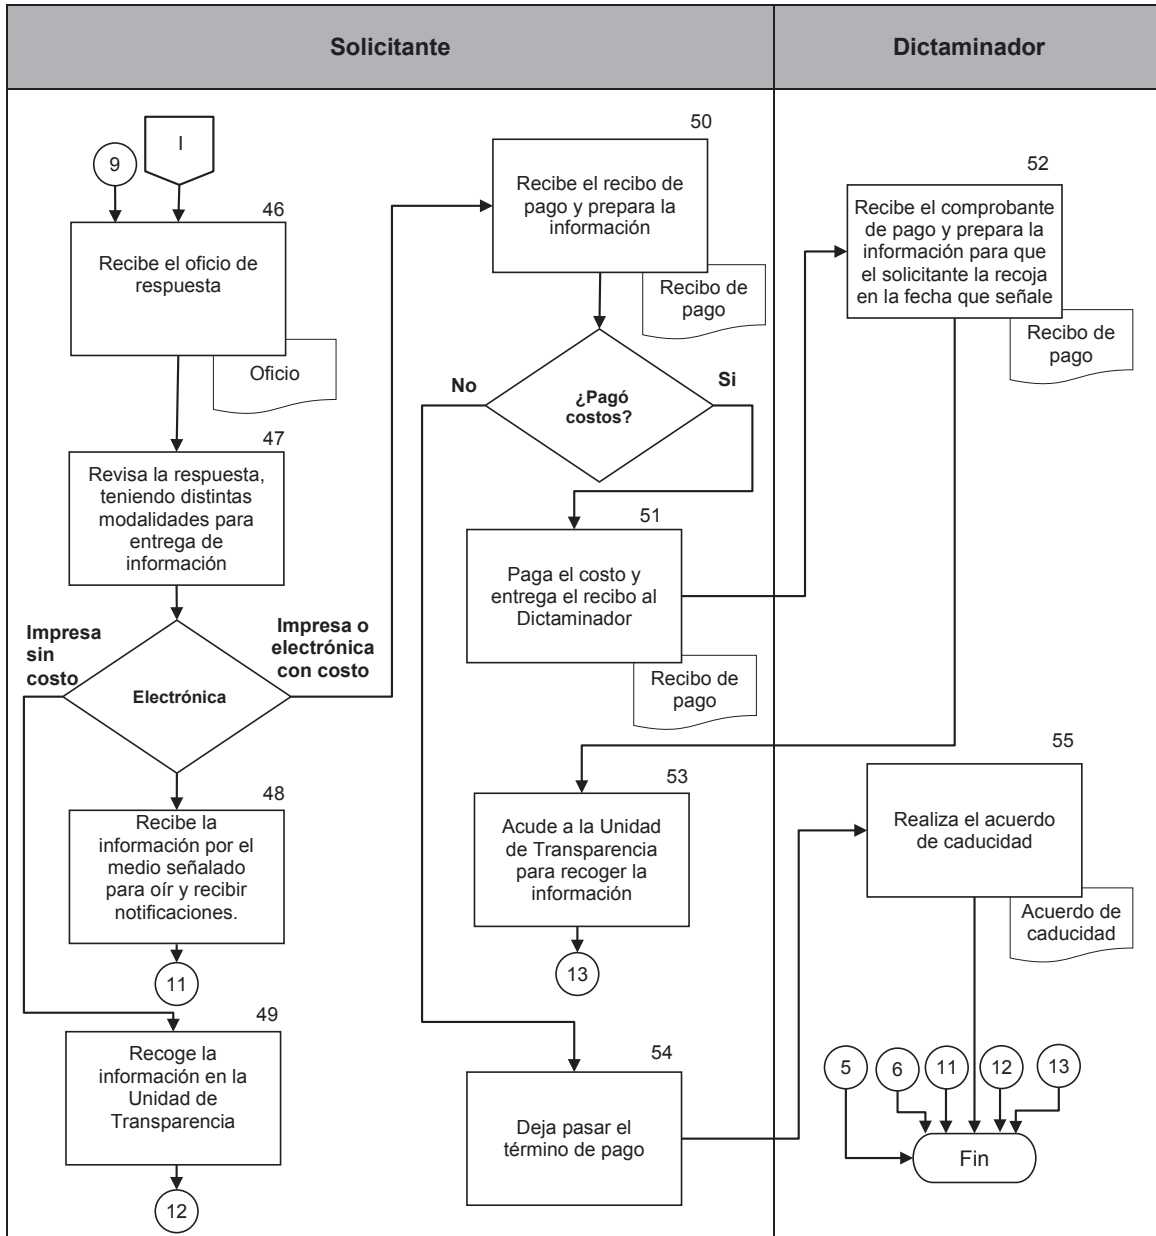 Solicitante
Dictaminador
9
I
46
Recibe el oficio de
respuesta
Oficio
47
Revisa la respuesta,
teniendo distintas
modalidades para
entrega de
información
Impresa
sin
costo
Electrónica
Impresa o
electrónica
con costo
48
Recibe la
información por el
medio señalado
para oír y recibir
notificaciones.
11
49
Recoge la
información en la
Unidad de
Transparencia
12
50
Recibe el recibo de
pago y prepara la
información
Recibo de
pago
No
¿Pagó
costos?
Si
51
Paga el costo y
entrega el recibo al
Dictaminador
Recibo de
pago
53
Acude a la Unidad
de Transparencia
para recoger la
información
13
54
Deja pasar el
término de pago
52
Recibe el comprobante
de pago y prepara la
información para que
el solicitante la recoja
en la fecha que señale
Recibo de
pago
55
Realiza el acuerdo
de caducidad
Acuerdo de
caducidad
5
6
11
12
13
Fin